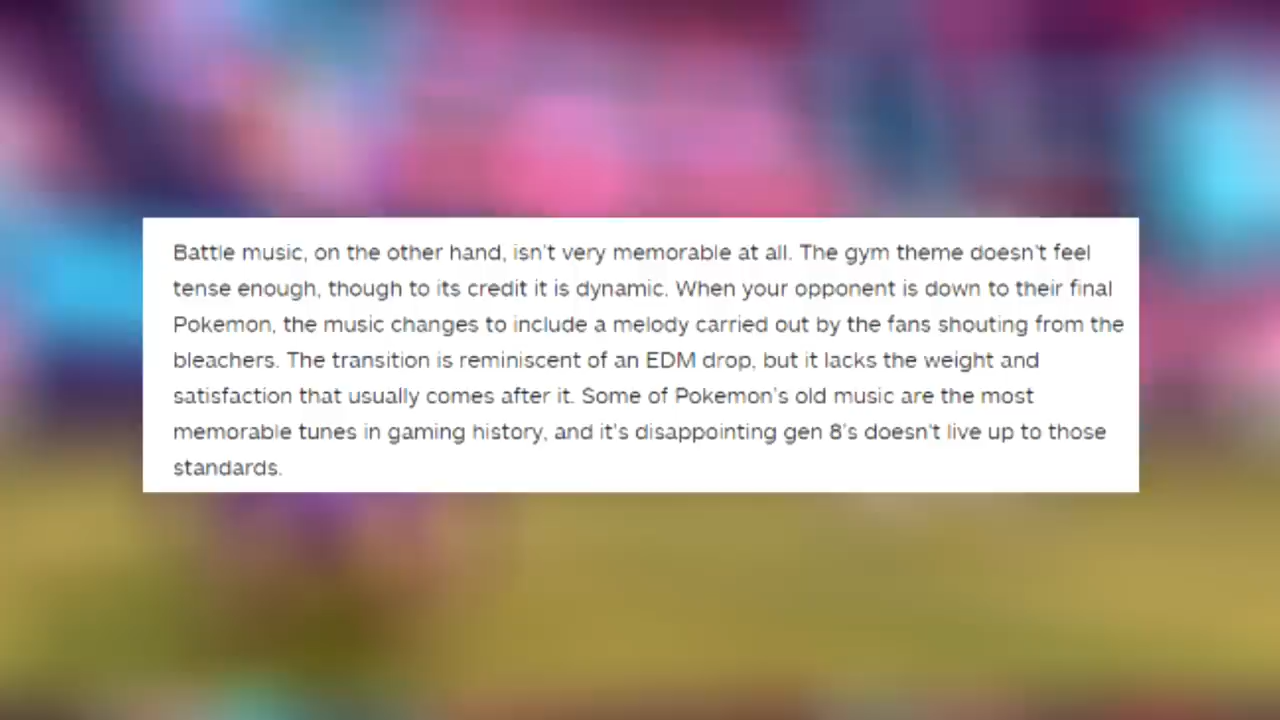 Battle music, on the other hand, isn't very memorable at all. The gym theme doesn't feel
tense enough, though to its credit it is dynamic. When your opponent is down to their final
Pokemon, the music changes to include a melody carried out by the fans shouting from the
bleachers. The transition is reminiscent of an EDM drop, but it lacks the weight and
satisfaction that usually comes after it. Some of Pokemon's old music are the most
memorable tunes in gaming history, and it's disappointing gen 8's doesn't live up to those
standards.